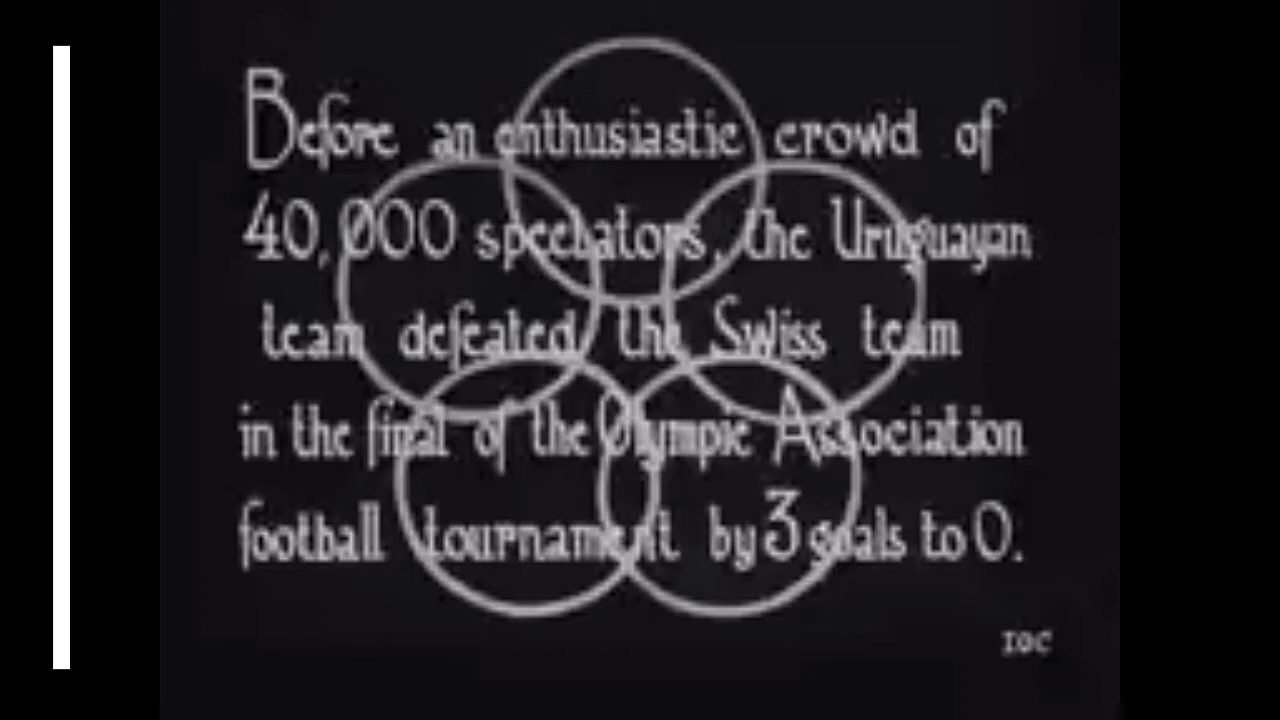 Before an enthusiastic crowd of
40,000 spectators, the Uruguayan
team defeated the Swiss team
in the final of the Olympic Association
football tournament by 3 goals to 0.
IOC